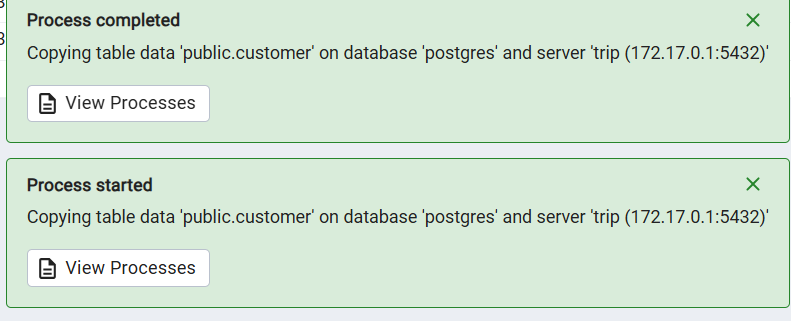 Process completed
Copying table data 'public.customer' on database 'postgres' and server 'trip (172.17.0.1:5432)'
View Processes
Process started
Copying table data 'public.customer' on database 'postgres' and server 'trip (172.17.0.1:5432)'
View Processes